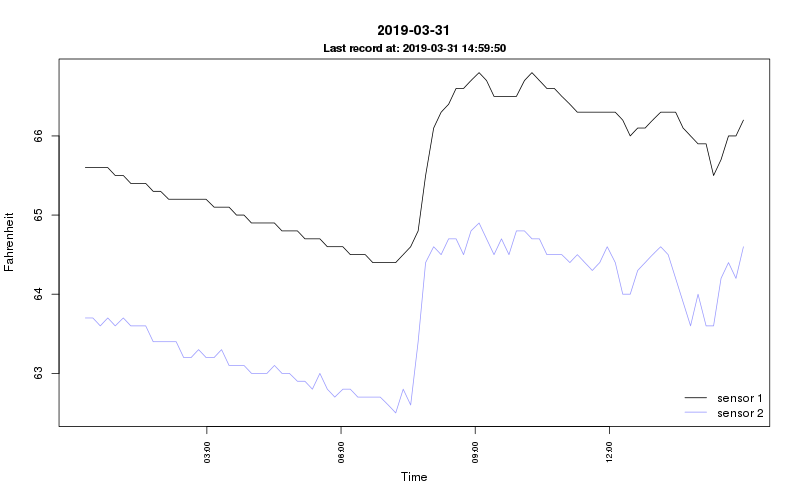 2019-03-31
Last record at: 2019-03-31 14:59:50
Fahrenheit
66
65
64
63
sensor 1
sensor 2
03:00
06:00
09:00
12:00
Time